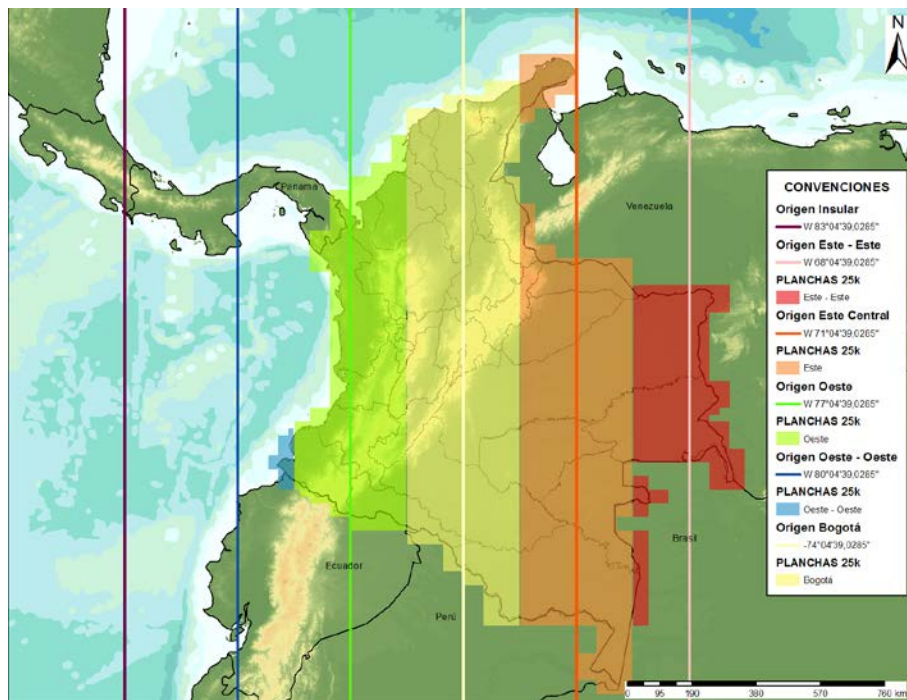 N
Panama
Venezuela
Ecuador
Perú
Brasil
CONVENCIONES
Origen Insular
W 83°04'39,0285"
Origen Este - Este
W 68°04'39,0285"
PLANCHAS 25k
Este - Este
Origen Este Central
W 71°04'39,0285"
PLANCHAS 25k
Este
Origen Oeste
W 77°04'39,0285"
PLANCHAS 25k
Oeste
Origen Oeste - Oeste
W 80°04'39,0285"
PLANCHAS 25k
Oeste - Oeste
Origen Bogotá
-74°04'39,0285"
PLANCHAS 25k
Bogotá
0 95 190 380 570 760 km